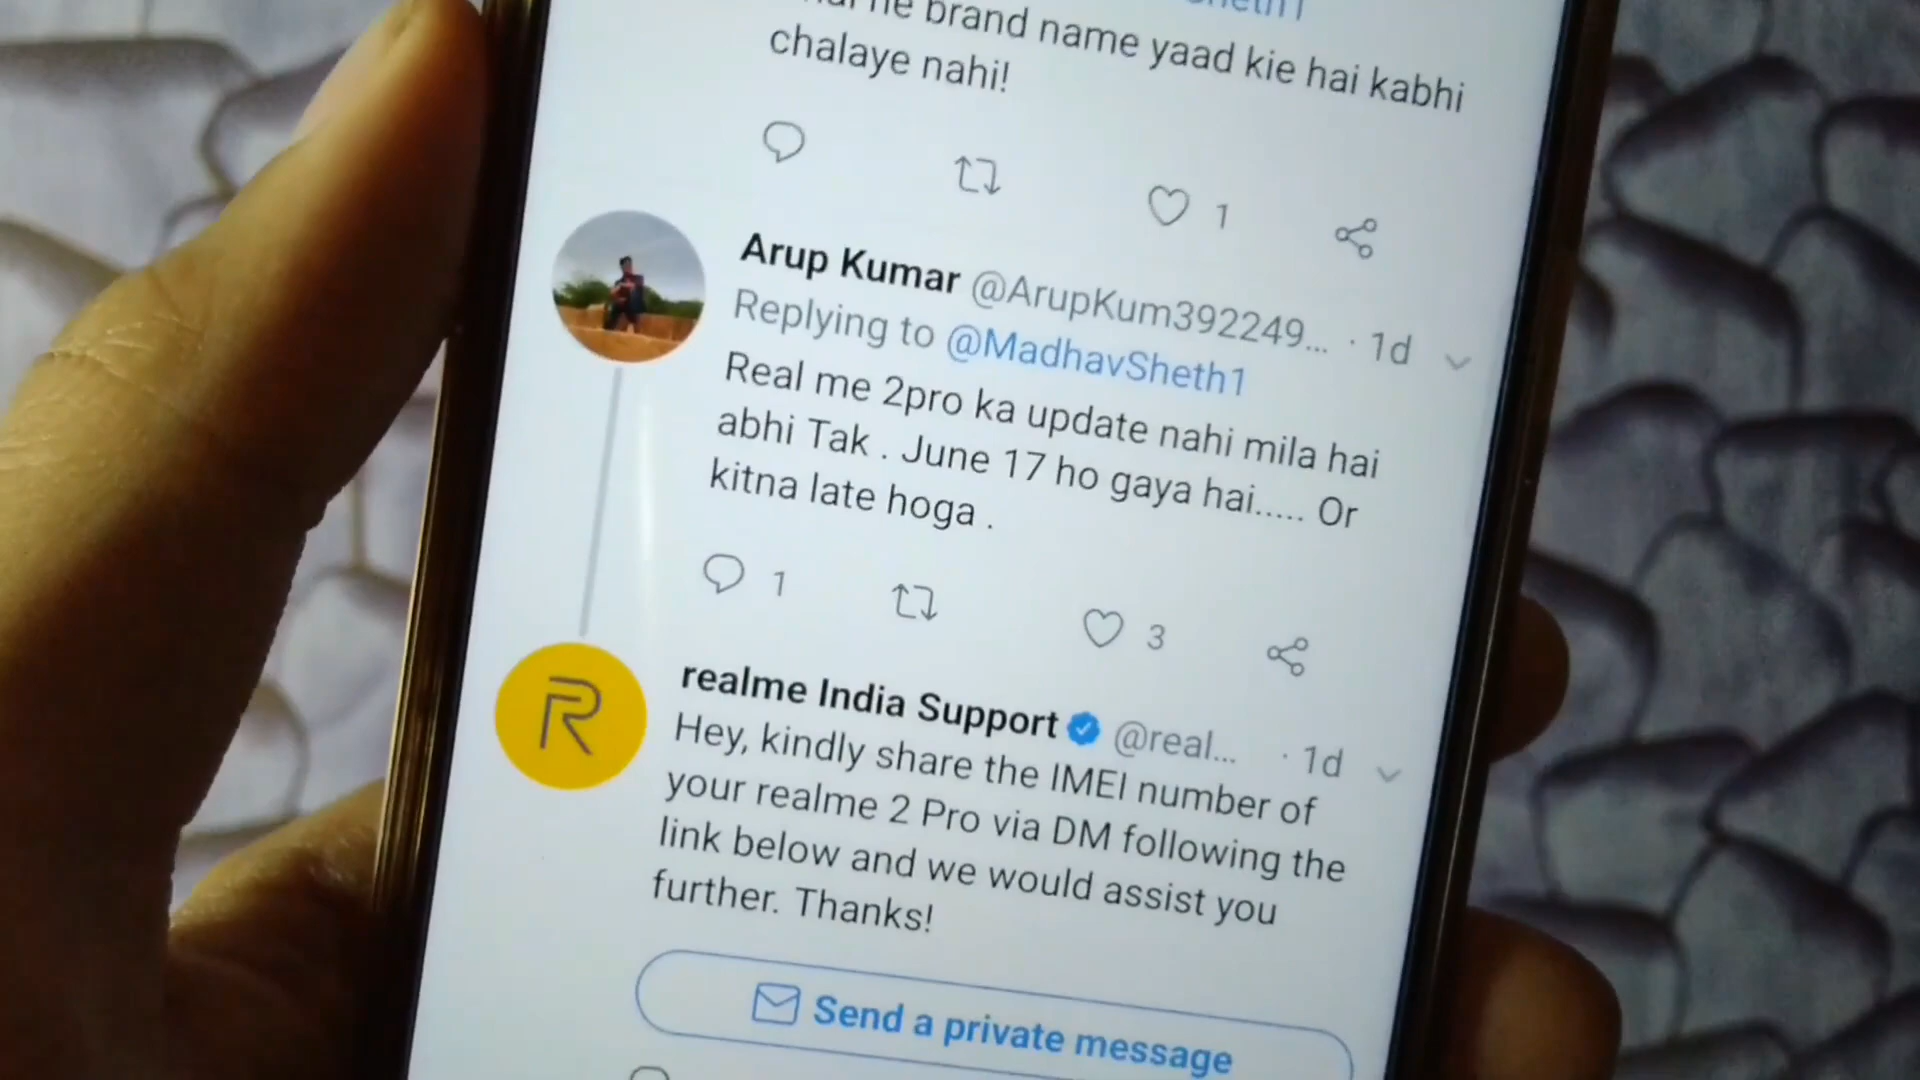 brand name yaad kie hai kabhi
chalaye nahi!
1
Arup Kumar @ArupKum392249... · 1d
Replying to @MadhavSheth1
Real me 2pro ka update nahi mila hai
abhi Tak . June 17 ho gaya hai..... Or
kitna late hoga .
1 3
realme India Support @real... · 1d
Hey, kindly share the IMEI number of
your realme 2 Pro via DM following the
link below and we would assist you
further. Thanks!
Send a private message